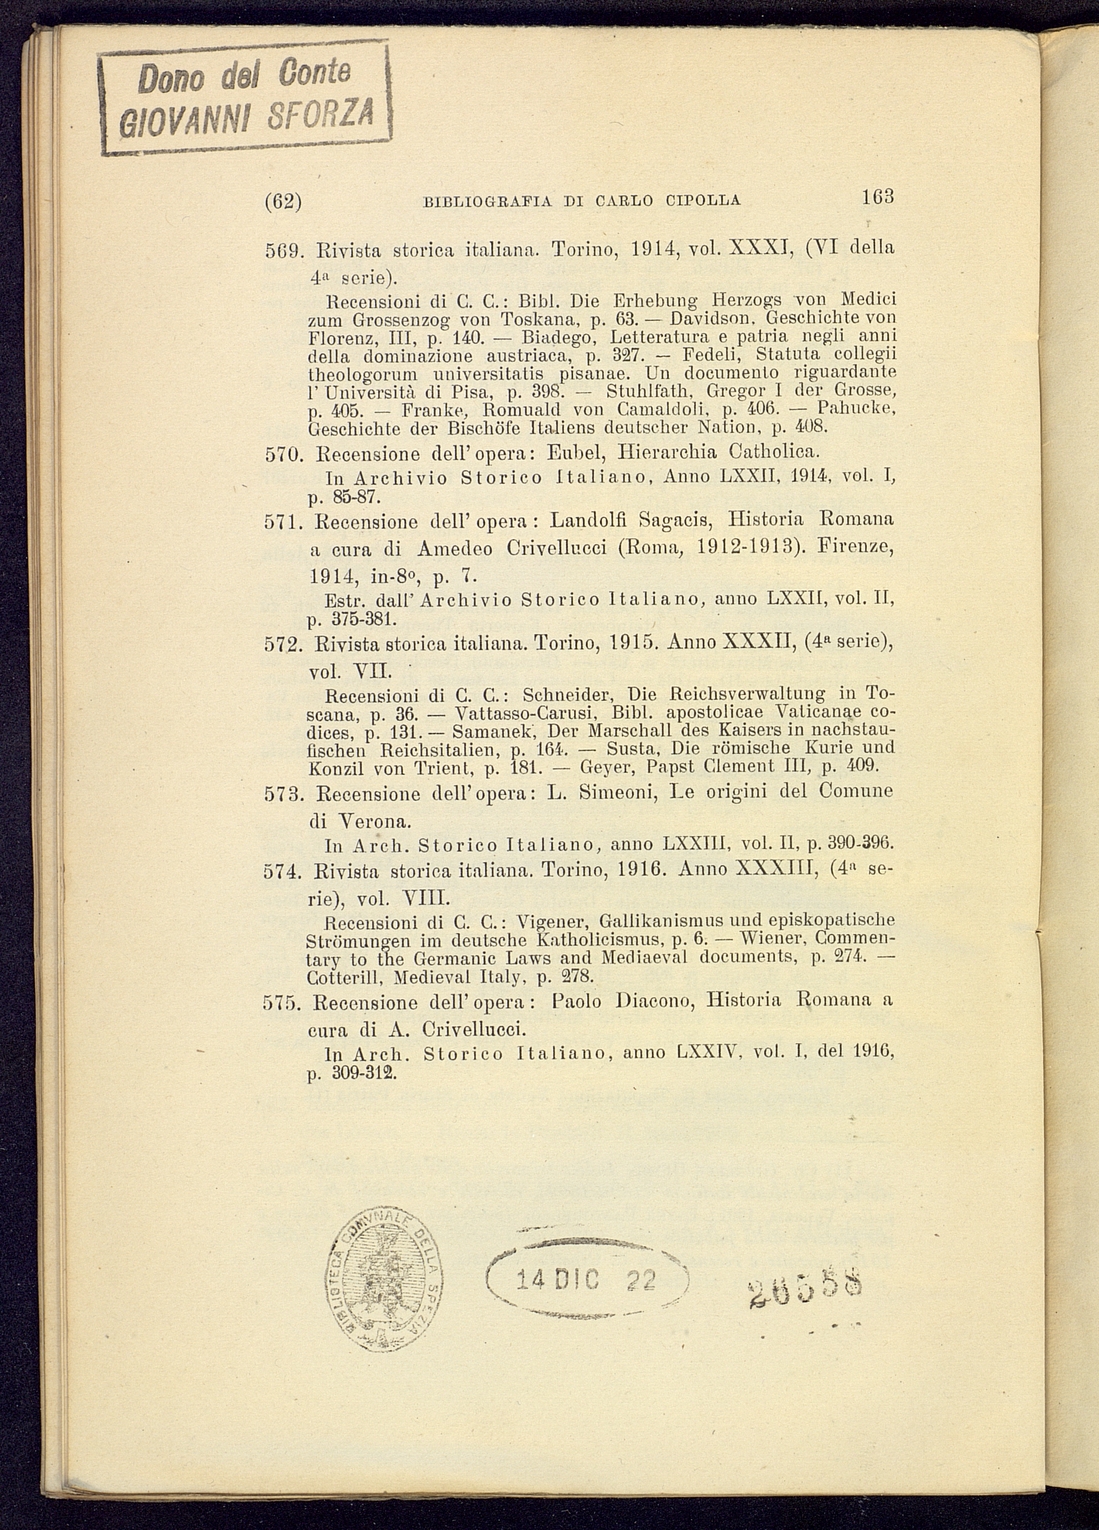 Dono del Conte
GIOVANNI SFORZA
(62) BIBLIOGRAFIA DI CARLO CIPOLLA 163
569. Rivista storica italiana. Torino, 1914, vol. XXXI, (VI della
4ª serie).
Recensioni di C. C.: Bibl. Die Erhebung Herzogs von Medici
zum Grossenzog von Toskana, p. 63. — Davidson, Geschichte von
Florenz, III, p. 140. — Biadego, Letteratura e patria negli anni
della dominazione austriaca, p. 327. — Fedeli, Statuta collegii
theologorum universitatis pisanae. Un documento riguardante
l'Università di Pisa, p. 398. — Stuhlfath, Gregor I der Grosse,
p. 405. — Franke, Romuald von Camaldoli, p. 406. — Pahncke,
Geschichte der Bischöfe Italiens deutscher Nation, p. 408.
570. Recensione dell'opera: Eubel, Hierarchia Catholica.
In Archivio Storico Italiano, Anno LXXII, 1914, vol. I,
p. 85-87.
571. Recensione dell'opera: Landolfi Sagacis, Historia Romana
a cura di Amedeo Crivellucci (Roma, 1912-1913). Firenze,
1914, in-8º, p. 7.
Estr. dall'Archivio Storico Italiano, anno LXXII, vol. II,
p. 375-381.
572. Rivista storica italiana. Torino, 1915. Anno XXXII, (4ª serie),
vol. VII.
Recensioni di C. C.: Schneider, Die Reichsverwaltung in To-
scana, p. 36. — Vattasso-Carusi, Bibl. apostolicae Vaticanae co-
dices, p. 131. — Samanek, Der Marschall des Kaisers in nachstau-
fischen Reichsitalien, p. 164. — Susta, Die römische Kurie und
Konzil von Trient, p. 181. — Geyer, Papst Clement III, p. 409.
573. Recensione dell'opera: L. Simeoni, Le origini del Comune
di Verona.
In Arch. Storico Italiano, anno LXXIII, vol. II, p. 390-396.
574. Rivista storica italiana. Torino, 1916. Anno XXXIII, (4ª se-
rie), vol. VIII.
Recensioni di C. C.: Vigener, Gallikanismus und episkopatische
Strömungen im deutsche Katholicismus, p. 6. — Wiener, Commen-
tary to the Germanic Laws and Mediaeval documents, p. 274. —
Cotterill, Medieval Italy, p. 278.
575. Recensione dell'opera: Paolo Diacono, Historia Romana a
cura di A. Crivellucci.
In Arch. Storico Italiano, anno LXXIV, vol. I, del 1916,
p. 309-312.
BIBLIOTECA COMVNALE DELLA SPEZIA
14 DIC 22
26558